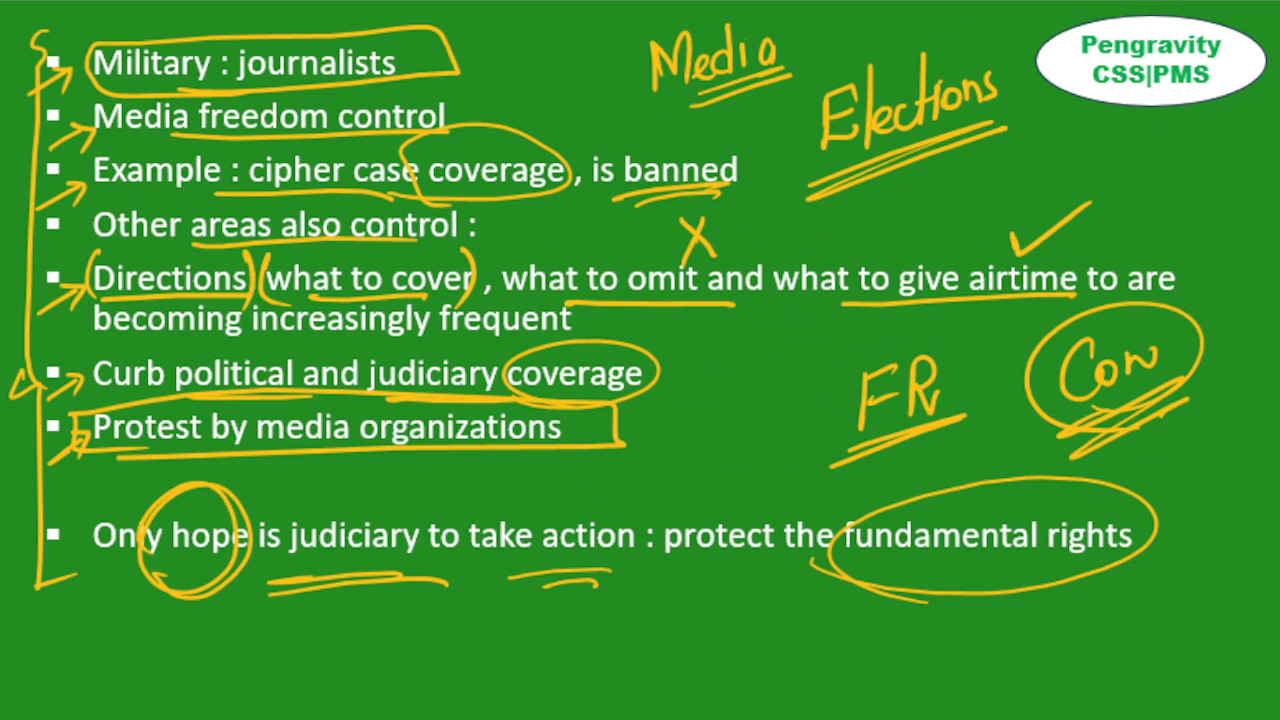 Pengravity
CSS|PMS
Media
Elections
▪ Military : journalists
▪ Media freedom control
▪ Example : cipher case coverage , is banned
▪ Other areas also control :
▪ Directions (what to cover) , what to omit and what to give airtime to are
becoming increasingly frequent
▪ Curb political and judiciary coverage
FR
Con
▪ Protest by media organizations
▪ Only hope is judiciary to take action : protect the fundamental rights